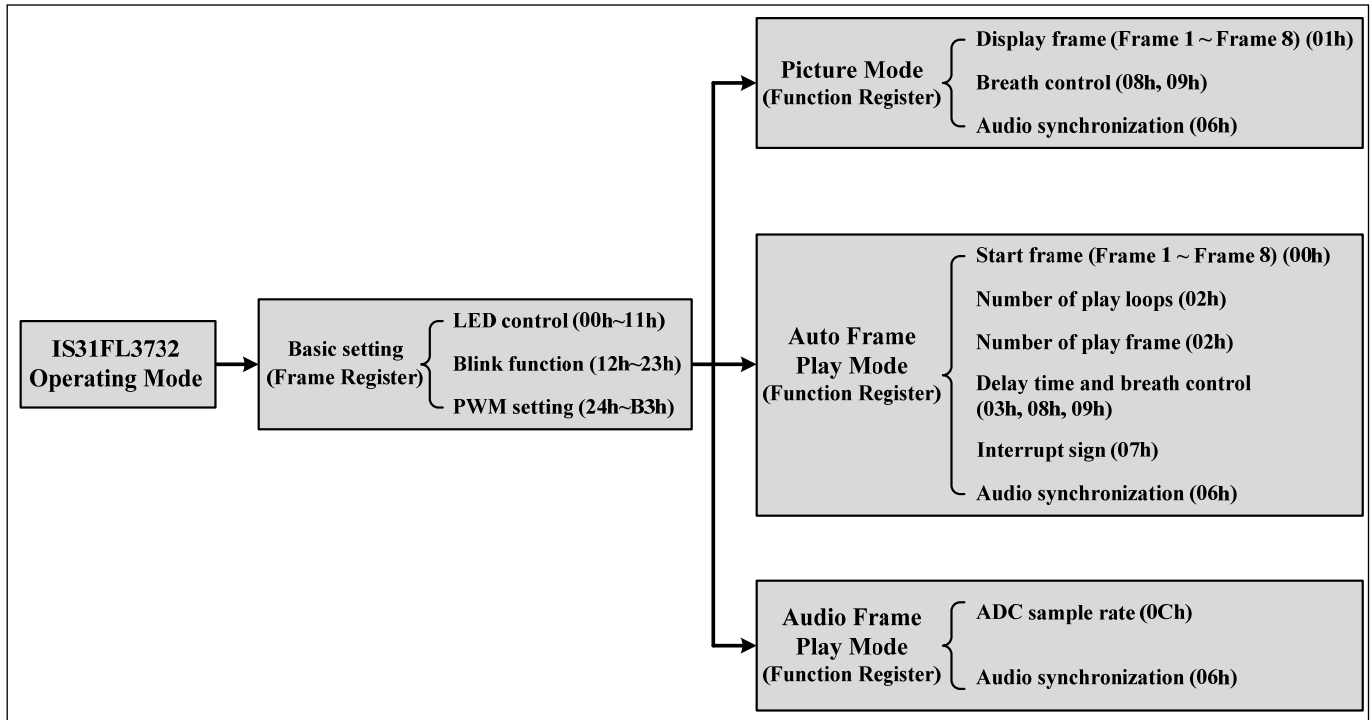 IS31FL3732
Operating Mode
Basic setting
(Frame Register)
LED control (00h~11h)
Blink function (12h~23h)
PWM setting (24h~B3h)
Picture Mode
(Function Register)
Display frame (Frame 1 ~ Frame 8) (01h)
Breath control (08h, 09h)
Audio synchronization (06h)
Auto Frame
Play Mode
(Function Register)
Start frame (Frame 1 ~ Frame 8) (00h)
Number of play loops (02h)
Number of play frame (02h)
Delay time and breath control
(03h, 08h, 09h)
Interrupt sign (07h)
Audio synchronization (06h)
Audio Frame
Play Mode
(Function Register)
ADC sample rate (0Ch)
Audio synchronization (06h)